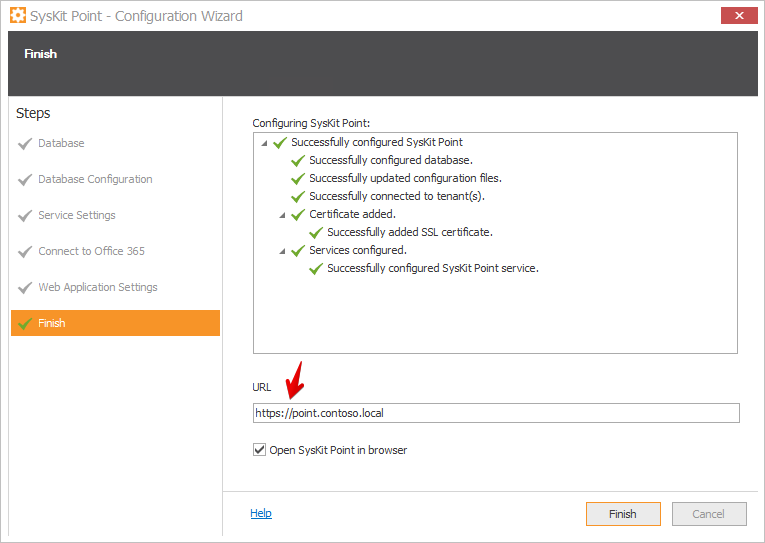 SysKit Point - Configuration Wizard
Finish
Steps
Database
Database Configuration
Service Settings
Connect to Office 365
Web Application Settings
Finish
Configuring SysKit Point:
Successfully configured SysKit Point
Successfully configured database.
Successfully updated configuration files.
Successfully connected to tenant(s).
Certificate added.
Successfully added SSL certificate.
Services configured.
Successfully configured SysKit Point service.
URL
https://point.contoso.local
Open SysKit Point in browser
Help
Finish
Cancel